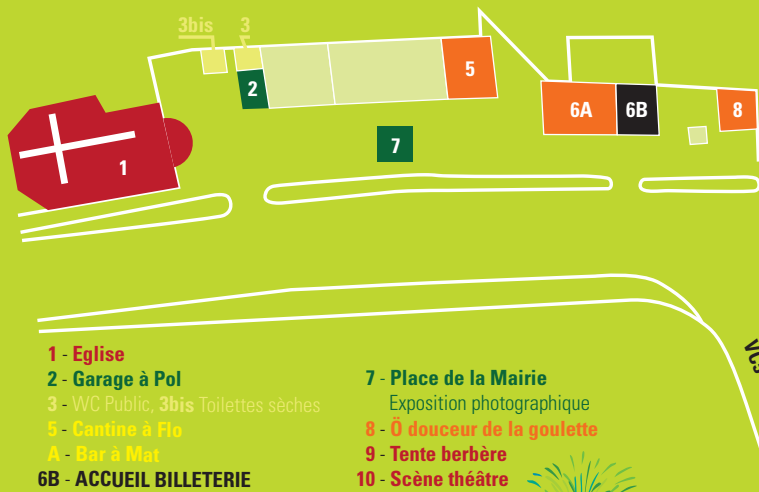 3bis
3
2
5
6A
6B
8
7
1
1 - Eglise
2 - Garage à Pol
3 - WC Public, 3bis Toilettes sèches
5 - Cantine à Flo
A - Bar à Mat
6B - ACCUEIL BILLETERIE
7 - Place de la Mairie
Exposition photographique
8 - Ö douceur de la goulette
9 - Tente berbère
10 - Scène théâtre